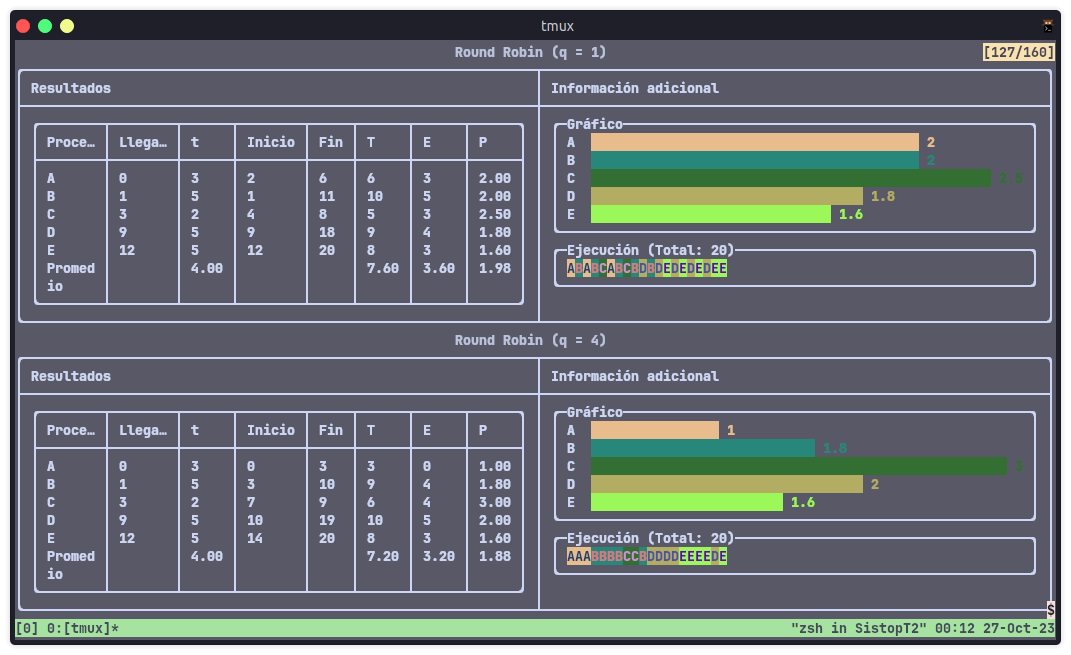 tmux
Round Robin (q = 1) [127/160]
Resultados Información adicional
Proce… Llega… t Inicio Fin T E P
A 0 3 2 6 6 3 2.00
B 1 5 1 11 10 5 2.00
C 3 2 4 8 5 3 2.50
D 9 5 9 18 9 4 1.80
E 12 5 12 20 8 3 1.60
Promed 4.00 7.60 3.60 1.98
io
Gráfico
A 2
B 2
C 2.5
D 1.8
E 1.6
Ejecución (Total: 20)
ABABCABCBDBDEDEDEDEE
Round Robin (q = 4)
Resultados Información adicional
Proce… Llega… t Inicio Fin T E P
A 0 3 0 3 3 0 1.00
B 1 5 3 10 9 4 1.80
C 3 2 7 9 6 4 3.00
D 9 5 10 19 10 5 2.00
E 12 5 14 20 8 3 1.60
Promed 4.00 7.20 3.20 1.88
io
Gráfico
A 1
B 1.8
C 3
D 2
E 1.6
Ejecución (Total: 20)
AAABBBBCCBDDDDEEEEDE
$
[0] 0:[tmux]* "zsh in SistopT2" 00:12 27-Oct-23